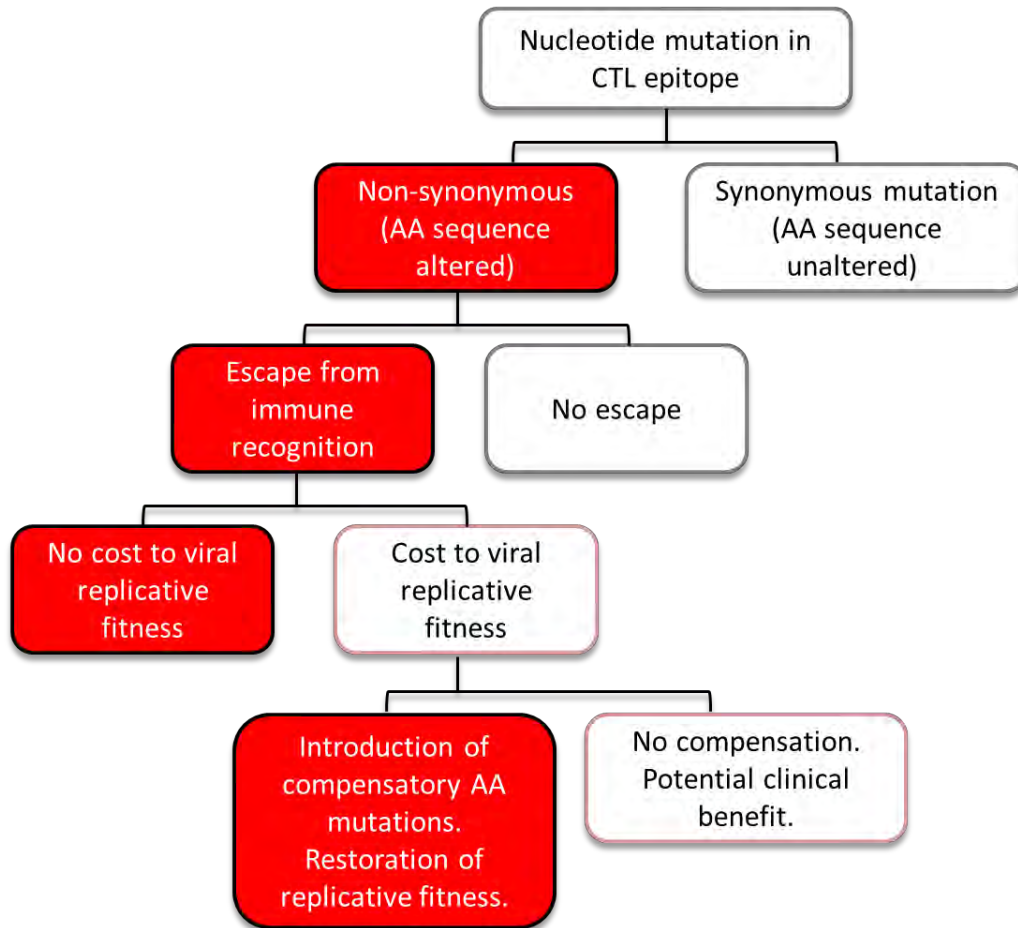 Nucleotide mutation in
CTL epitope
Non-synonymous
(AA sequence
altered)
Synonymous mutation
(AA sequence
unaltered)
Escape from
immune
recognition
No escape
No cost to viral
replicative
fitness
Cost to viral
replicative
fitness
Introduction of
compensatory AA
mutations.
Restoration of
replicative fitness.
No compensation.
Potential clinical
benefit.